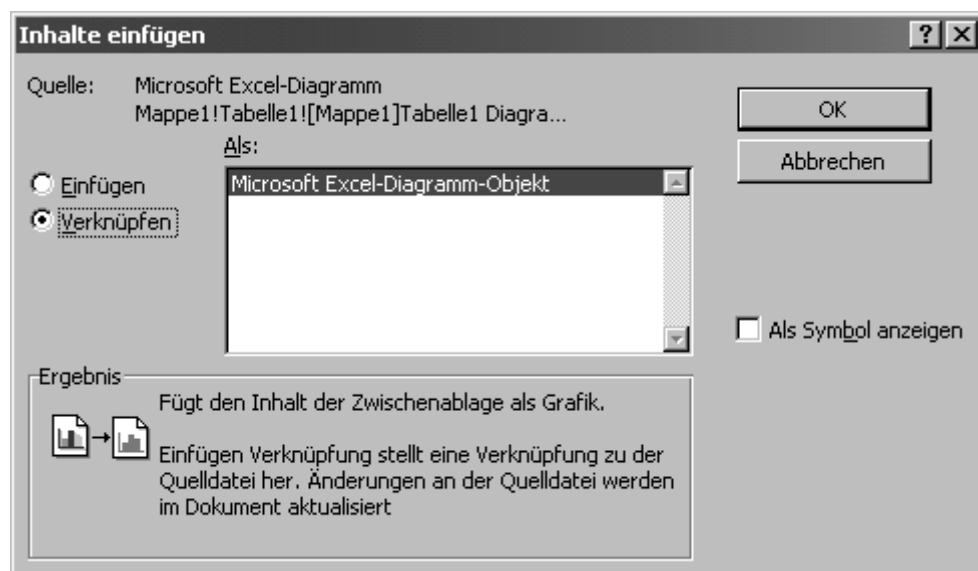 Inhalte einfügen
Quelle: Microsoft Excel-Diagramm
Mappe1!Tabelle1![Mappe1]Tabelle1 Diagra...
Als:
Einfügen
Verknüpfen
Microsoft Excel-Diagramm-Objekt
OK
Abbrechen
Als Symbol anzeigen
Ergebnis
Fügt den Inhalt der Zwischenablage als Grafik.
Einfügen Verknüpfung stellt eine Verknüpfung zu der
Quelldatei her. Änderungen an der Quelldatei werden
im Dokument aktualisiert